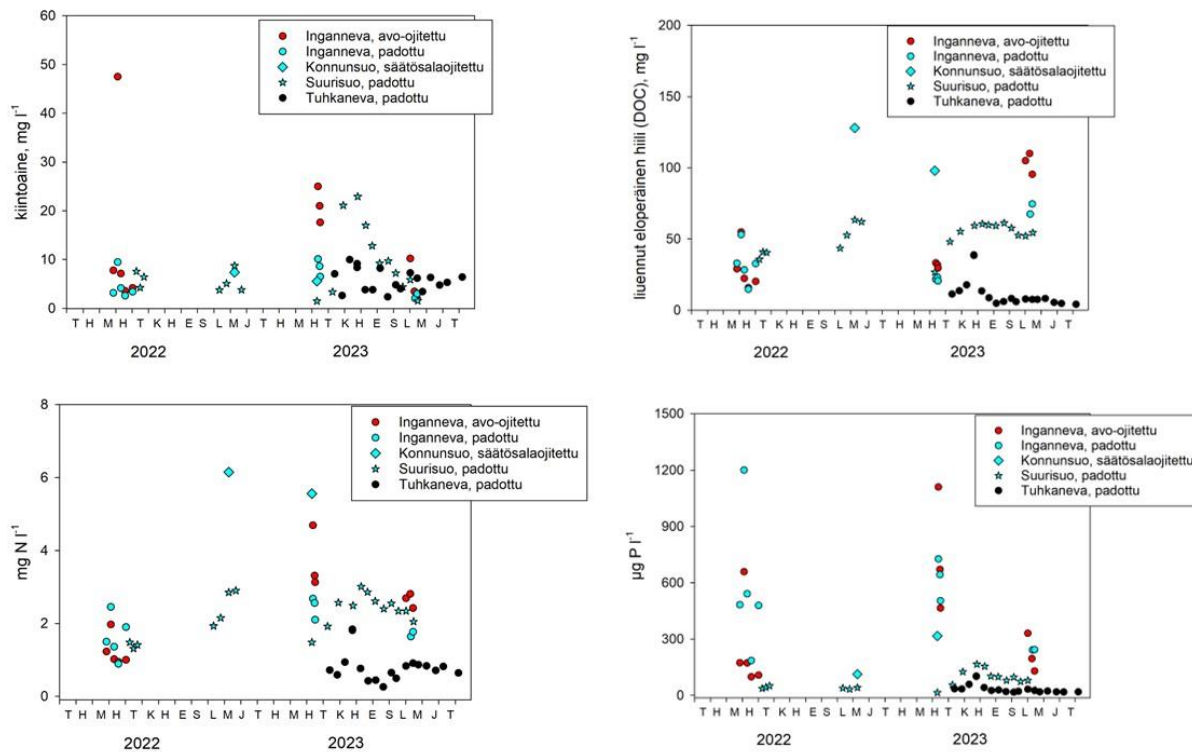 60
50
40
30
20
10
0
kiintoaine, mg l⁻¹
Inganneva, avo-ojitettu
Inganneva, padottu
Konnunsuo, säätösalaojitettu
Suurisuo, padottu
Tuhkaneva, padottu
T H M H T K H E S L M J T H H T K H E S L M J T
2022 2023
200
150
100
50
0
liuennut eloperäinen hiili (DOC), mg l⁻¹
Inganneva, avo-ojitettu
Inganneva, padottu
Konnunsuo, säätösalaojitettu
Suurisuo, padottu
Tuhkaneva, padottu
T H M H T K H E S L M J T H H T K H E S L M J T
2022 2023
8
6
4
2
0
mg N l⁻¹
Inganneva, avo-ojitettu
Inganneva, padottu
Konnunsuo, säätösalaojitettu
Suurisuo, padottu
Tuhkaneva, padottu
T H M H T K H E S L M J T H H T K H E S L M J T
2022 2023
1500
1200
900
600
300
0
µg P l⁻¹
Inganneva, avo-ojitettu
Inganneva, padottu
Konnunsuo, säätösalaojitettu
Suurisuo, padottu
Tuhkaneva, padottu
T H M H T K H E S L M J T H H T K H E S L M J T
2022 2023